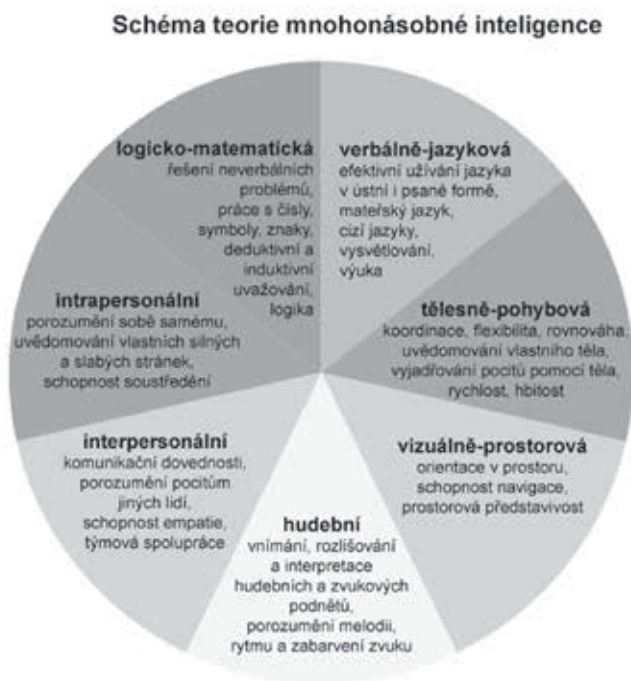 Schéma teorie mnohonásobné inteligence
logicko-matematická
řešení neverbálních
problémů,
práce s čísly,
symboly, znaky,
deduktivní a
induktivní
uvažování,
logika
verbálně-jazyková
efektivní užívání jazyka
v ústní i psané formě,
mateřský jazyk,
cizí jazyky,
vysvětlování,
výuka
intrapersonální
porozumění sobě samému,
uvědomování vlastních silných
a slabých stránek,
schopnost soustředění
tělesně-pohybová
koordinace, flexibilita, rovnováha,
uvědomování vlastního těla,
vyjadřování pocitů pomocí těla,
rychlost, hbitost
interpersonální
komunikační dovednosti,
porozumění pocitům
jiných lidí,
schopnost empatie,
týmová spolupráce
vizuálně-prostorová
orientace v prostoru,
schopnost navigace,
prostorová představivost
hudební
vnímání, rozlišování
a interpretace
hudebních a zvukových
podnětů,
porozumění melodii,
rytmu a zabarvení zvuku